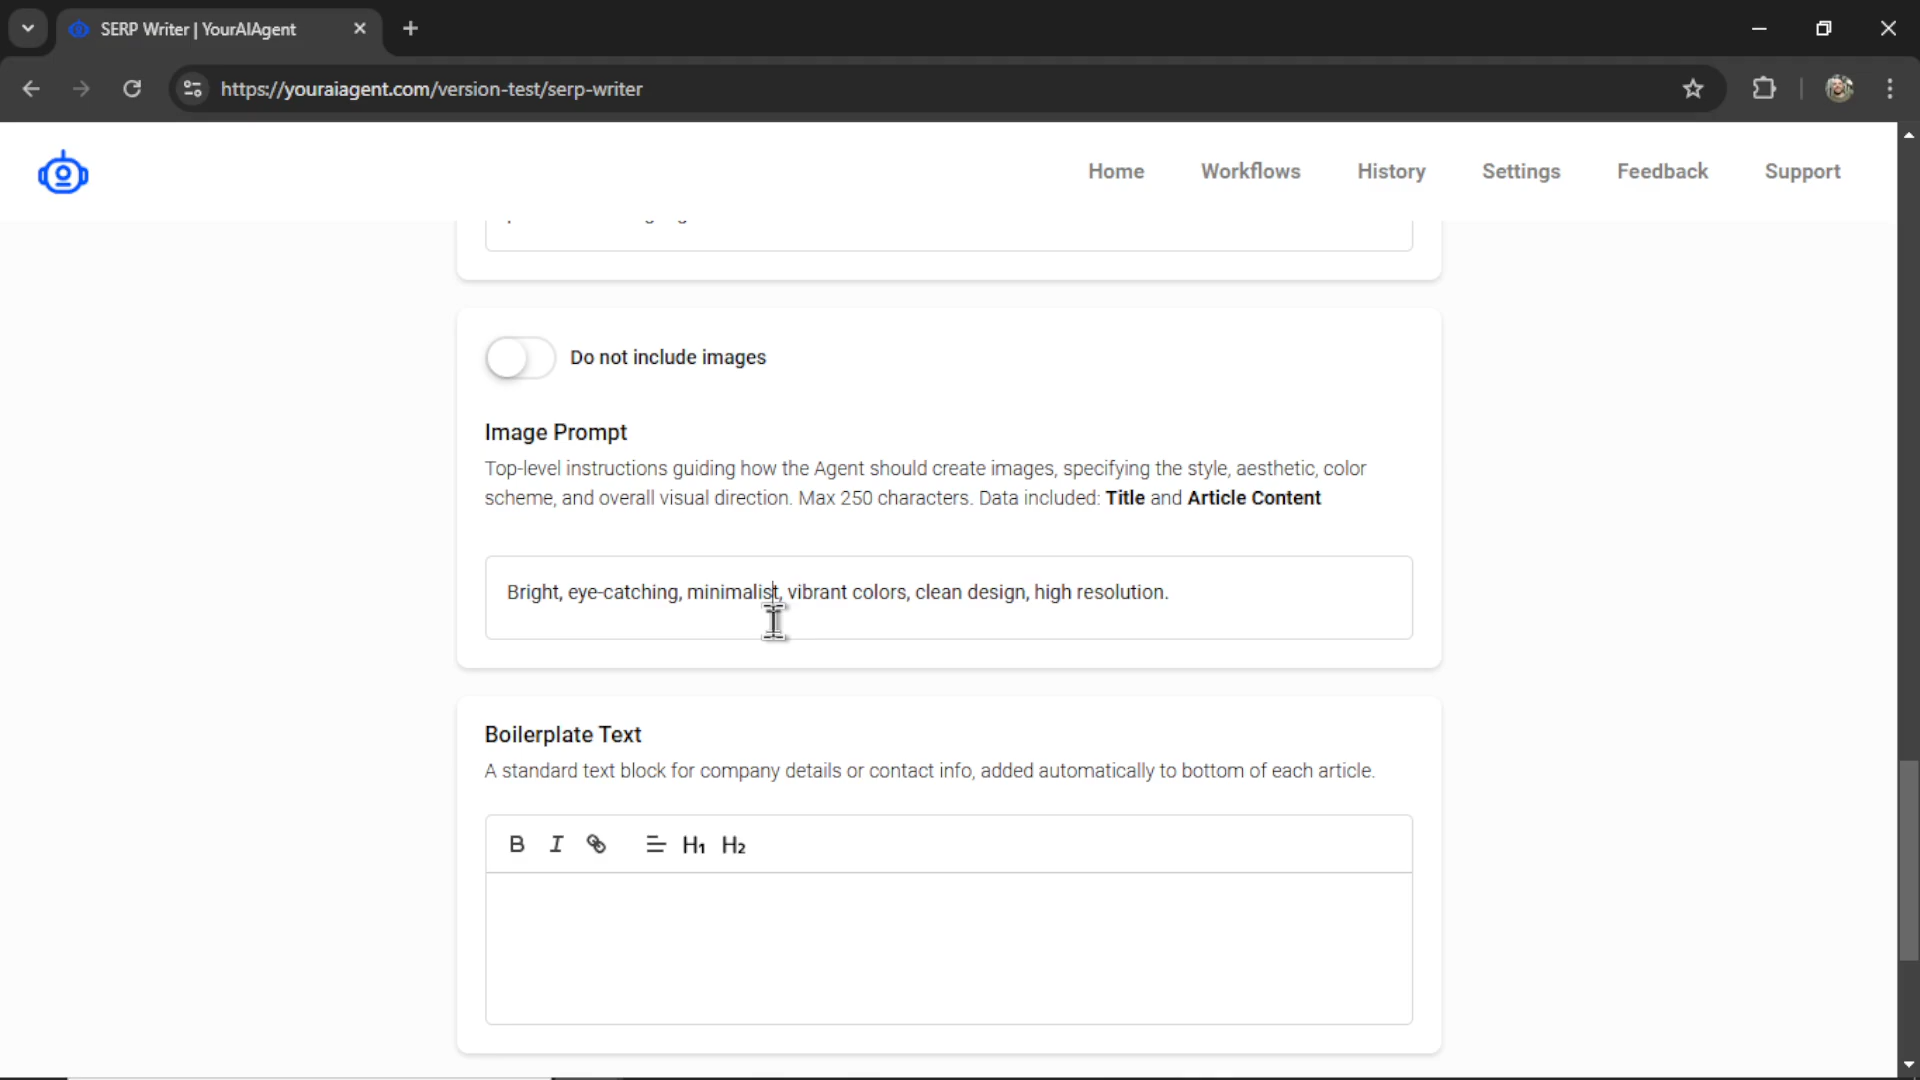 SERP Writer | YourAIAgent
https://youraiagent.com/version-test/serp-writer
Home Workflows History Settings Feedback Support
Do not include images
Image Prompt
Top-level instructions guiding how the Agent should create images, specifying the style, aesthetic, color
scheme, and overall visual direction. Max 250 characters. Data included: Title and Article Content
Bright, eye-catching, minimalist, vibrant colors, clean design, high resolution.
Boilerplate Text
A standard text block for company details or contact info, added automatically to bottom of each article.
B I H1 H2